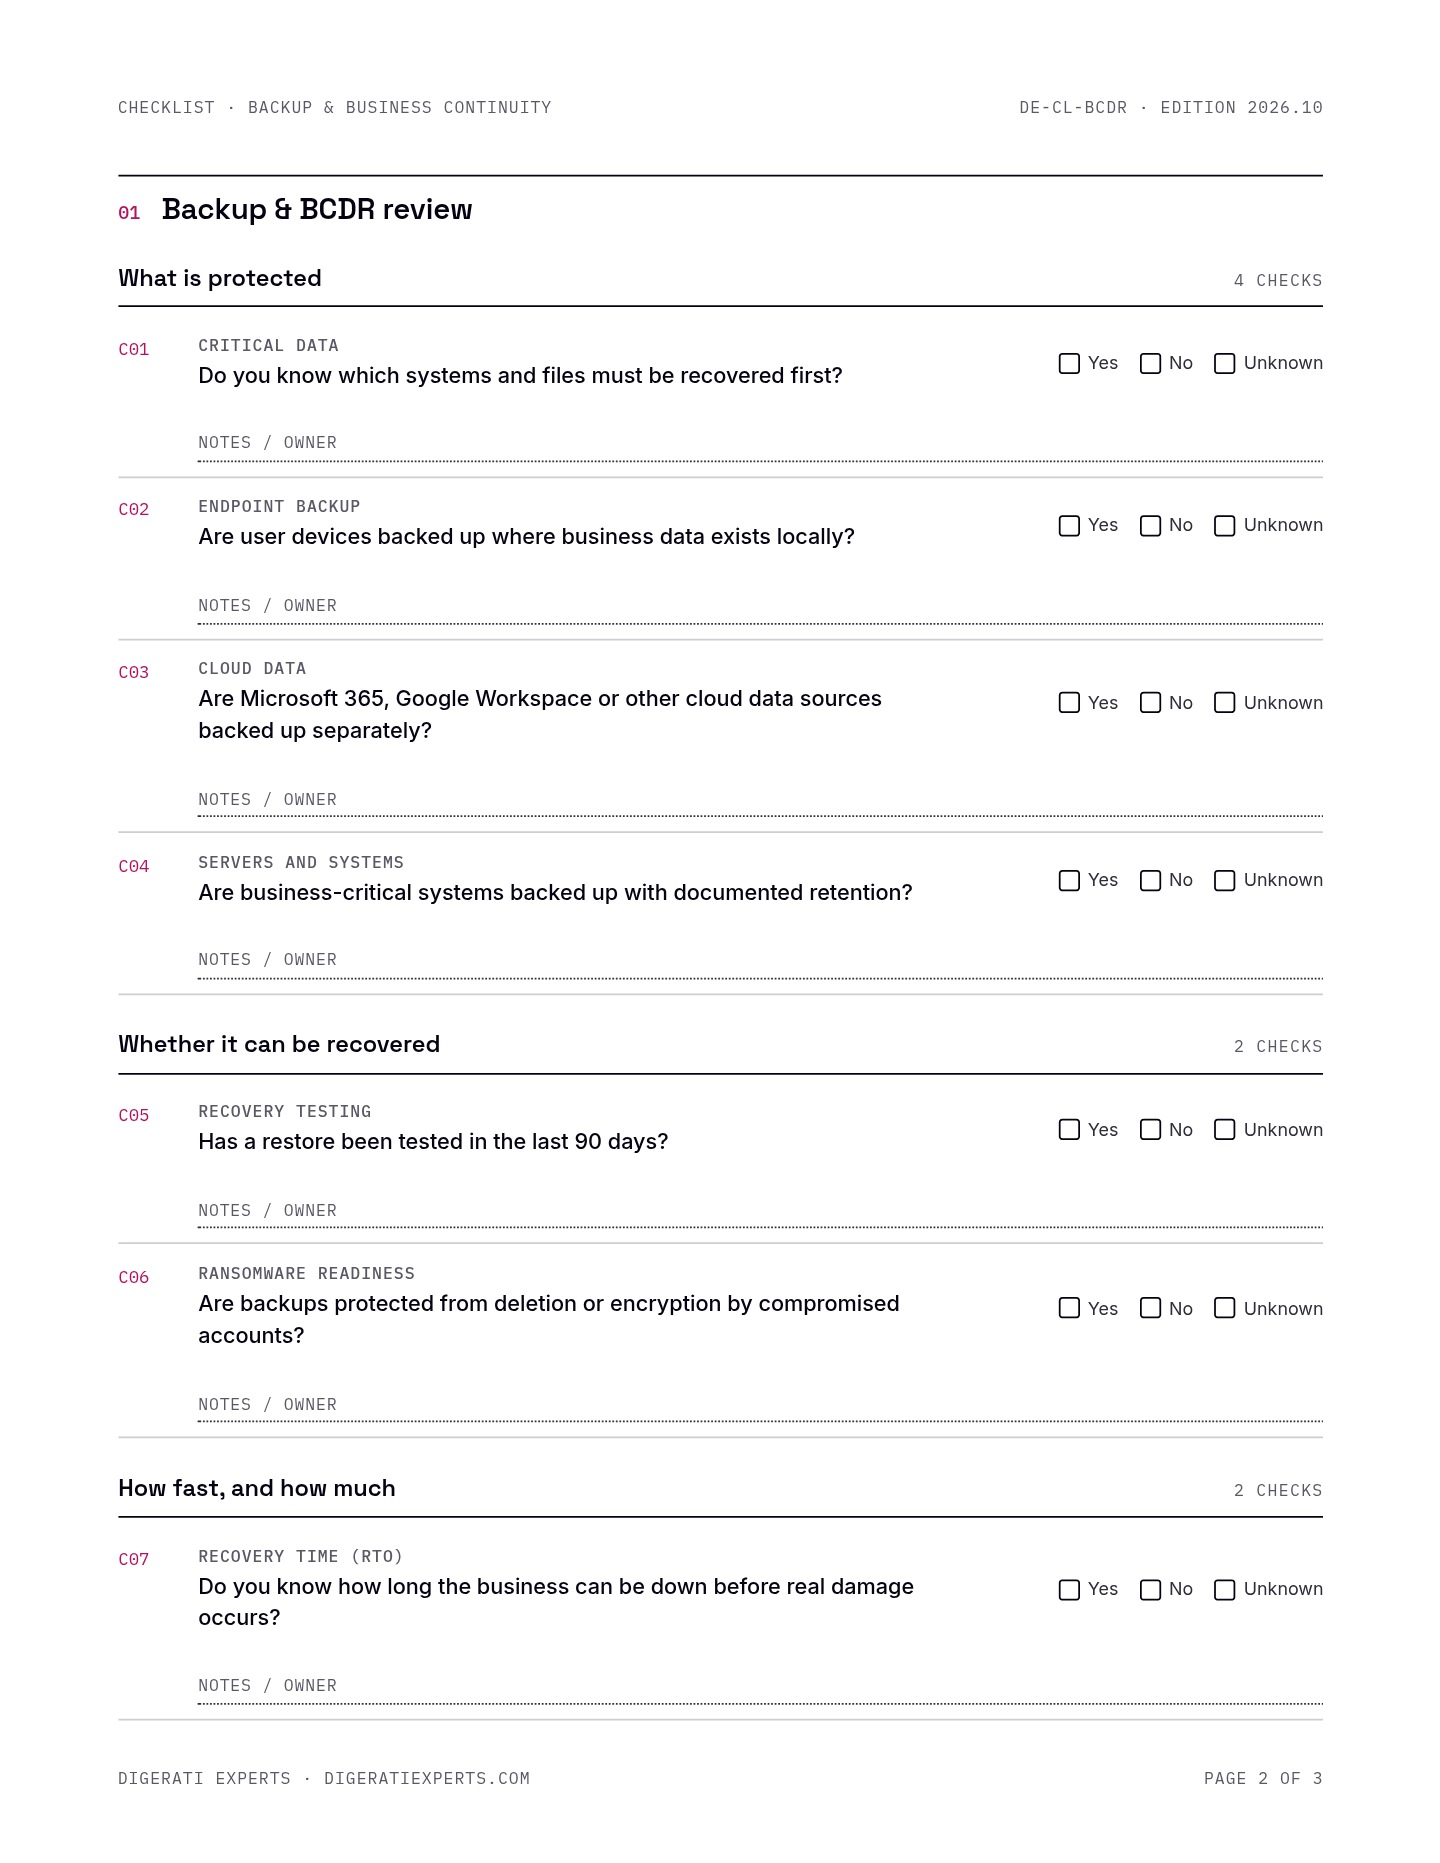 CHECKLIST · BACKUP & BUSINESS CONTINUITY
DE-CL-BCDR · EDITION 2026.10
01 Backup & BCDR review
What is protected
4 CHECKS
C01
CRITICAL DATA
Do you know which systems and files must be recovered first?
Yes No Unknown
NOTES / OWNER
C02
ENDPOINT BACKUP
Are user devices backed up where business data exists locally?
Yes No Unknown
NOTES / OWNER
C03
CLOUD DATA
Are Microsoft 365, Google Workspace or other cloud data sources
backed up separately?
Yes No Unknown
NOTES / OWNER
C04
SERVERS AND SYSTEMS
Are business-critical systems backed up with documented retention?
Yes No Unknown
NOTES / OWNER
Whether it can be recovered
2 CHECKS
C05
RECOVERY TESTING
Has a restore been tested in the last 90 days?
Yes No Unknown
NOTES / OWNER
C06
RANSOMWARE READINESS
Are backups protected from deletion or encryption by compromised
accounts?
Yes No Unknown
NOTES / OWNER
How fast, and how much
2 CHECKS
C07
RECOVERY TIME (RTO)
Do you know how long the business can be down before real damage
occurs?
Yes No Unknown
NOTES / OWNER
DIGERATI EXPERTS · DIGERATIEXPERTS.COM
PAGE 2 OF 3